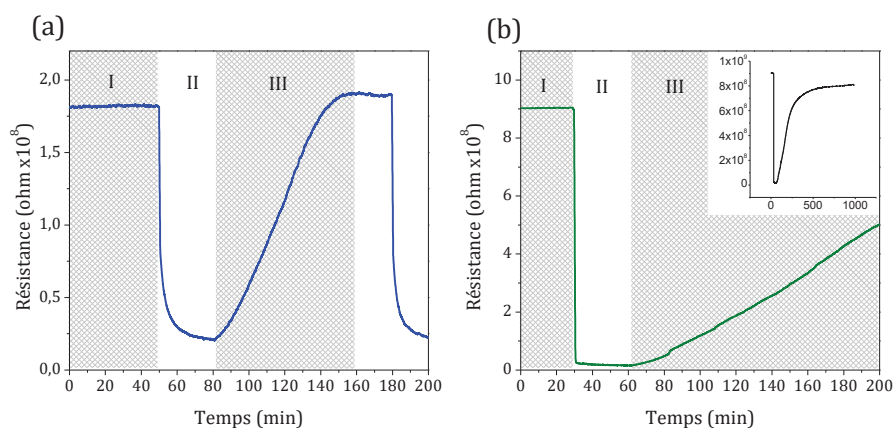 (a)
2,0
1,5
1,0
0,5
0,0
Résistance (ohm x10⁸)
I II III
0 20 40 60 80 100 120 140 160 180 200
Temps (min)
(b)
10
8
6
4
2
0
Résistance (ohm x10⁸)
I II III
1x10⁹
8x10⁸
6x10⁸
4x10⁸
2x10⁸
0
0 500 1000
0 20 40 60 80 100 120 140 160 180 200
Temps (min)